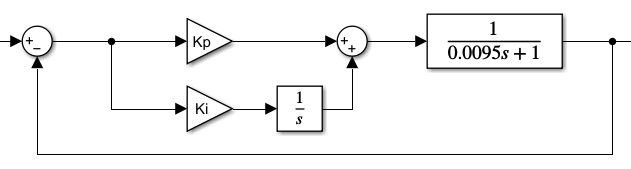 +
−
Kp
+
+
1
0.0095s + 1
Ki
1
s